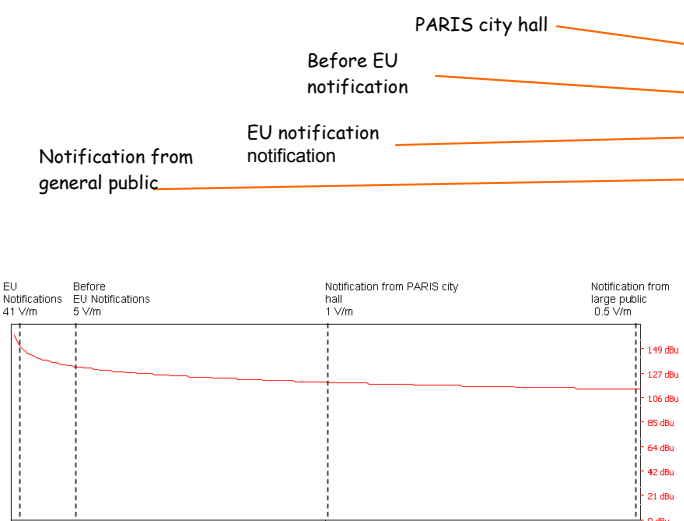 PARIS city hall
Before EU
notification
EU notification
notification
Notification from
general public
EU
Notifications
41 V/m
Before
EU Notifications
5 V/m
Notification from PARIS city
hall
1 V/m
Notification from
large public
0.5 V/m
149 dBu
127 dBu
106 dBu
85 dBu
64 dBu
42 dBu
21 dBu
0 dBu